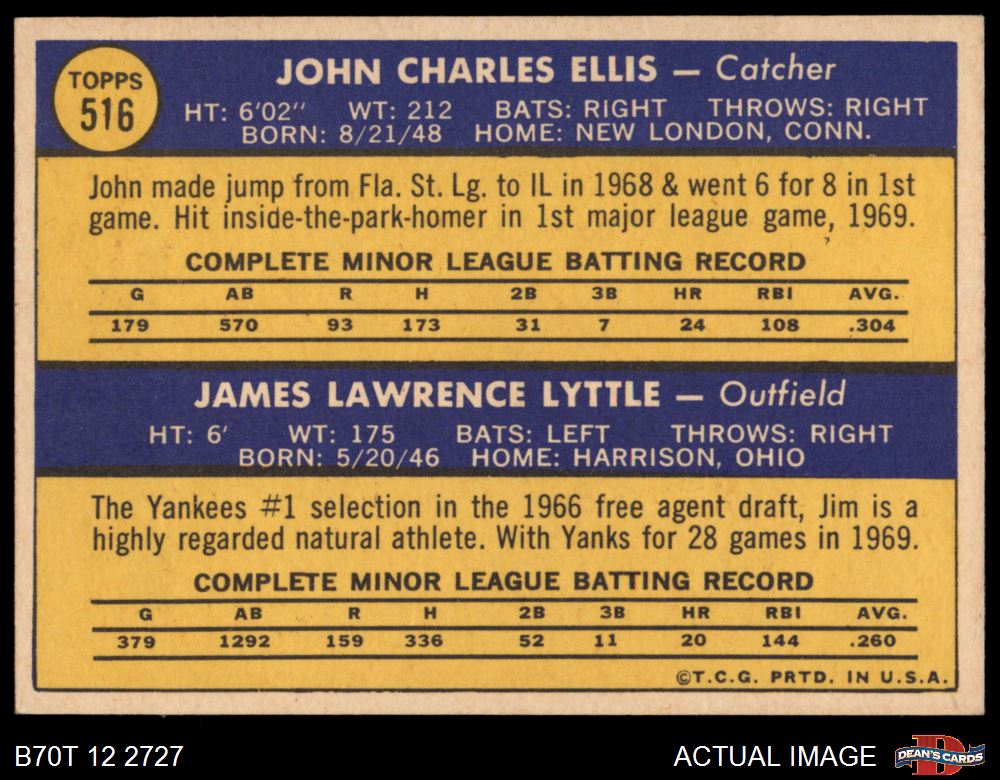 TOPPS
516
JOHN CHARLES ELLIS — Catcher
HT: 6'02" WT: 212 BATS: RIGHT THROWS: RIGHT
BORN: 8/21/48 HOME: NEW LONDON, CONN.
John made jump from Fla. St. Lg. to IL in 1968 & went 6 for 8 in 1st
game. Hit inside-the-park-homer in 1st major league game, 1969.
COMPLETE MINOR LEAGUE BATTING RECORD
G AB R H 2B 3B HR RBI AVG.
179 570 93 173 31 7 24 108 .304
JAMES LAWRENCE LYTTLE — Outfield
HT: 6' WT: 175 BATS: LEFT THROWS: RIGHT
BORN: 5/20/46 HOME: HARRISON, OHIO
The Yankees #1 selection in the 1966 free agent draft, Jim is a
highly regarded natural athlete. With Yanks for 28 games in 1969.
COMPLETE MINOR LEAGUE BATTING RECORD
G AB R H 2B 3B HR RBI AVG.
379 1292 159 336 52 11 20 144 .260
©T.C.G. PRTD. IN U.S.A.
B70T 12 2727
ACTUAL IMAGE
DEAN'S CARDS